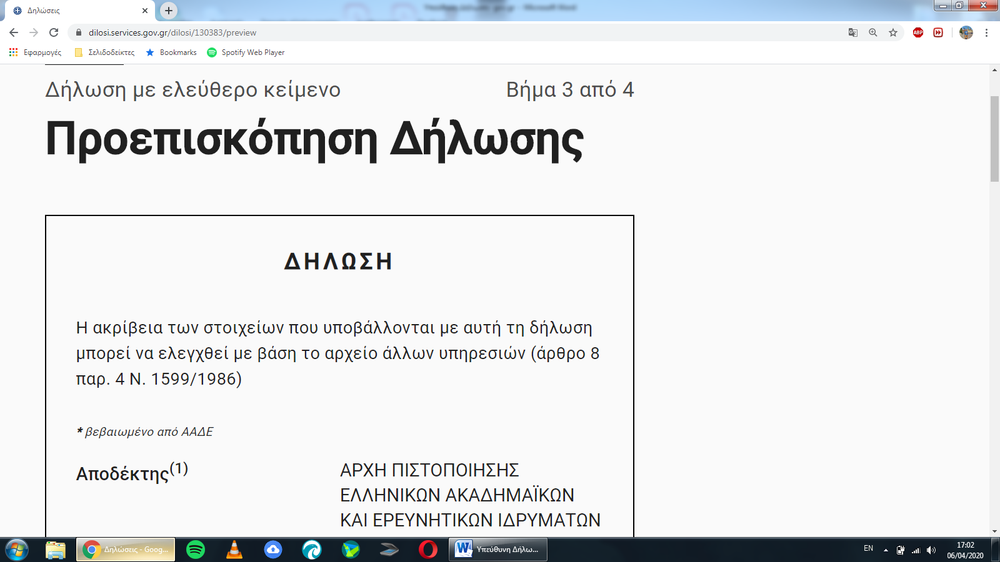 Δηλώσεις
dilosi.services.gov.gr/dilosi/130383/preview
ABP
Εφαρμογές
Σελιδοδείκτες
Bookmarks
Spotify Web Player
Δήλωση με ελεύθερο κείμενο
Βήμα 3 από 4
Προεπισκόπηση Δήλωσης
ΔΗΛΩΣΗ
Η ακρίβεια των στοιχείων που υποβάλλονται με αυτή τη δήλωση
μπορεί να ελεγχθεί με βάση το αρχείο άλλων υπηρεσιών (άρθρο 8
παρ. 4 Ν. 1599/1986)
* βεβαιωμένο από ΑΑΔΕ
Αποδέκτης(1)
ΑΡΧΗ ΠΙΣΤΟΠΟΙΗΣΗΣ
ΕΛΛΗΝΙΚΩΝ ΑΚΑΔΗΜΑΪΚΩΝ
ΚΑΙ ΕΡΕΥΝΗΤΙΚΩΝ ΙΔΡΥΜΑΤΩΝ
Δηλώσεις - Goog...
Υπεύθυνη Δήλω...
EN
17:02
06/04/2020